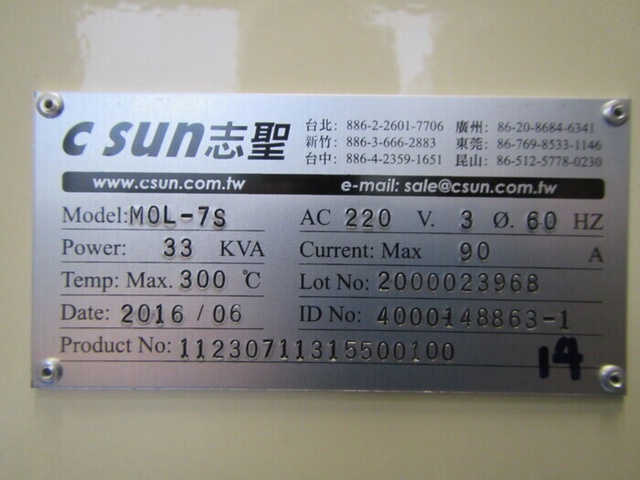 c sun志聖
台北: 886-2-2601-7706 廣州: 86-20-8684-6341
新竹: 886-3-666-2883 東莞: 86-769-8533-1146
台中: 886-4-2359-1651 昆山: 86-512-5778-0230
www.csun.com.tw e-mail: sale@csun.com.tw
Model: MOL-7S AC 220 V. 3 Ø. 60 HZ
Power: 33 KVA Current: Max 90 A
Temp: Max. 300 ℃ Lot No: 2000023968
Date: 2016 / 06 ID No: 4000148863-1
Product No: 11230711315500100
14